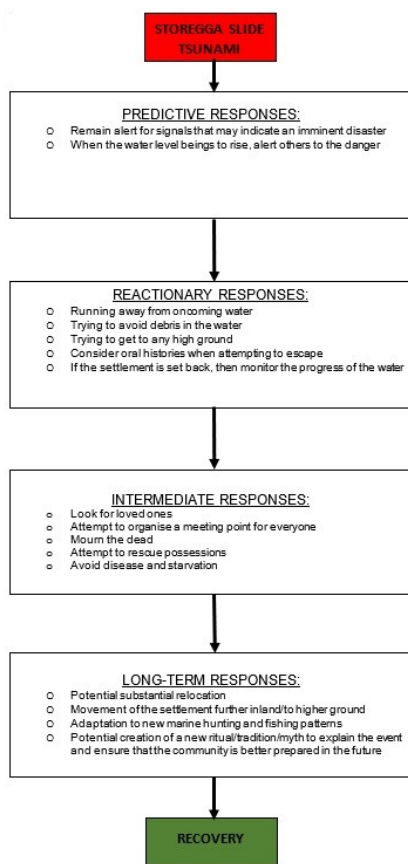 STOREGGA SLIDE
TSUNAMI
PREDICTIVE RESPONSES:
O Remain alert for signals that may indicate an imminent disaster
O When the water level beings to rise, alert others to the danger
REACTIONARY RESPONSES:
O Running away from oncoming water
O Trying to avoid debris in the water
O Trying to get to any high ground
O Consider oral histories when attempting to escape
O If the settlement is set back, then monitor the progress of the water
INTERMEDIATE RESPONSES:
o Look for loved ones
o Attempt to organise a meeting point for everyone
o Mourn the dead
o Attempt to rescue possessions
o Avoid disease and starvation
LONG-TERM RESPONSES:
O Potential substantial relocation
O Movement of the settlement further inland/to higher ground
O Adaptation to new marine hunting and fishing patterns
O Potential creation of a new ritual/tradition/myth to explain the event
and ensure that the community is better prepared in the future
RECOVERY